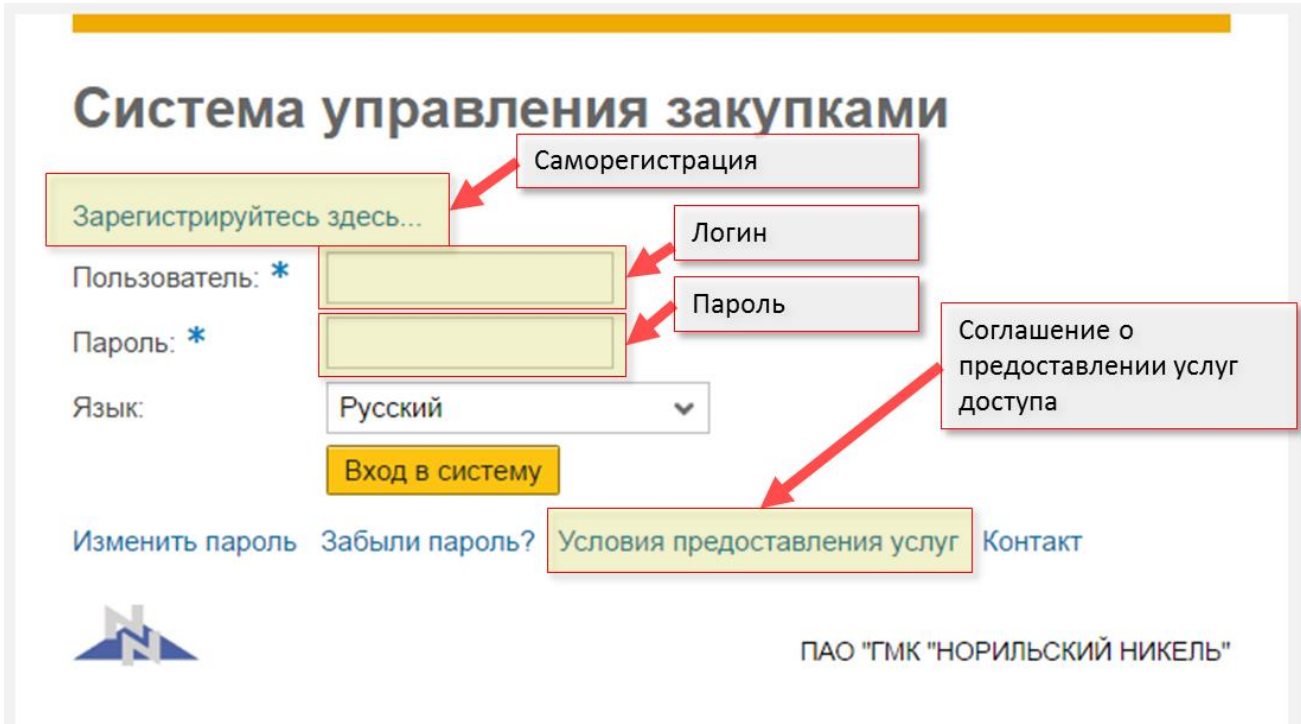 Система управления закупками
Саморегистрация
Зарегистрируйтесь здесь...
Логин
Пользователь: *
Пароль
Пароль: *
Соглашение о
предоставлении услуг
доступа
Язык:
Русский
Вход в систему
Изменить пароль Забыли пароль? Условия предоставления услуг Контакт
NN
ПАО "ГМК "НОРИЛЬСКИЙ НИКЕЛЬ"